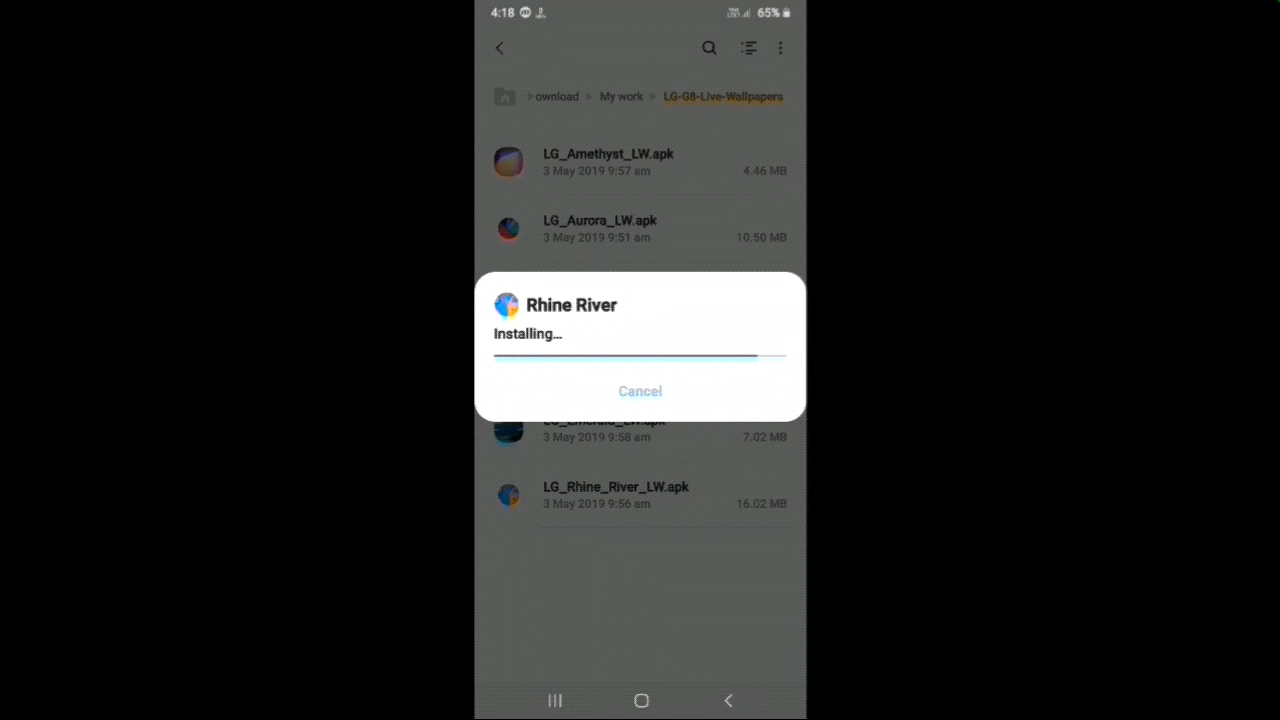 4:18
65%
ownload
My work
LG-G8-Live-Wallpapers
LG_Amethyst_LW.apk
3 May 2019 9:57 am
4.46 MB
LG_Aurora_LW.apk
3 May 2019 9:51 am
10.50 MB
Rhine River
Installing...
Cancel
LG_Emerald_LW.apk
3 May 2019 9:58 am
7.02 MB
LG_Rhine_River_LW.apk
3 May 2019 9:56 am
16.02 MB